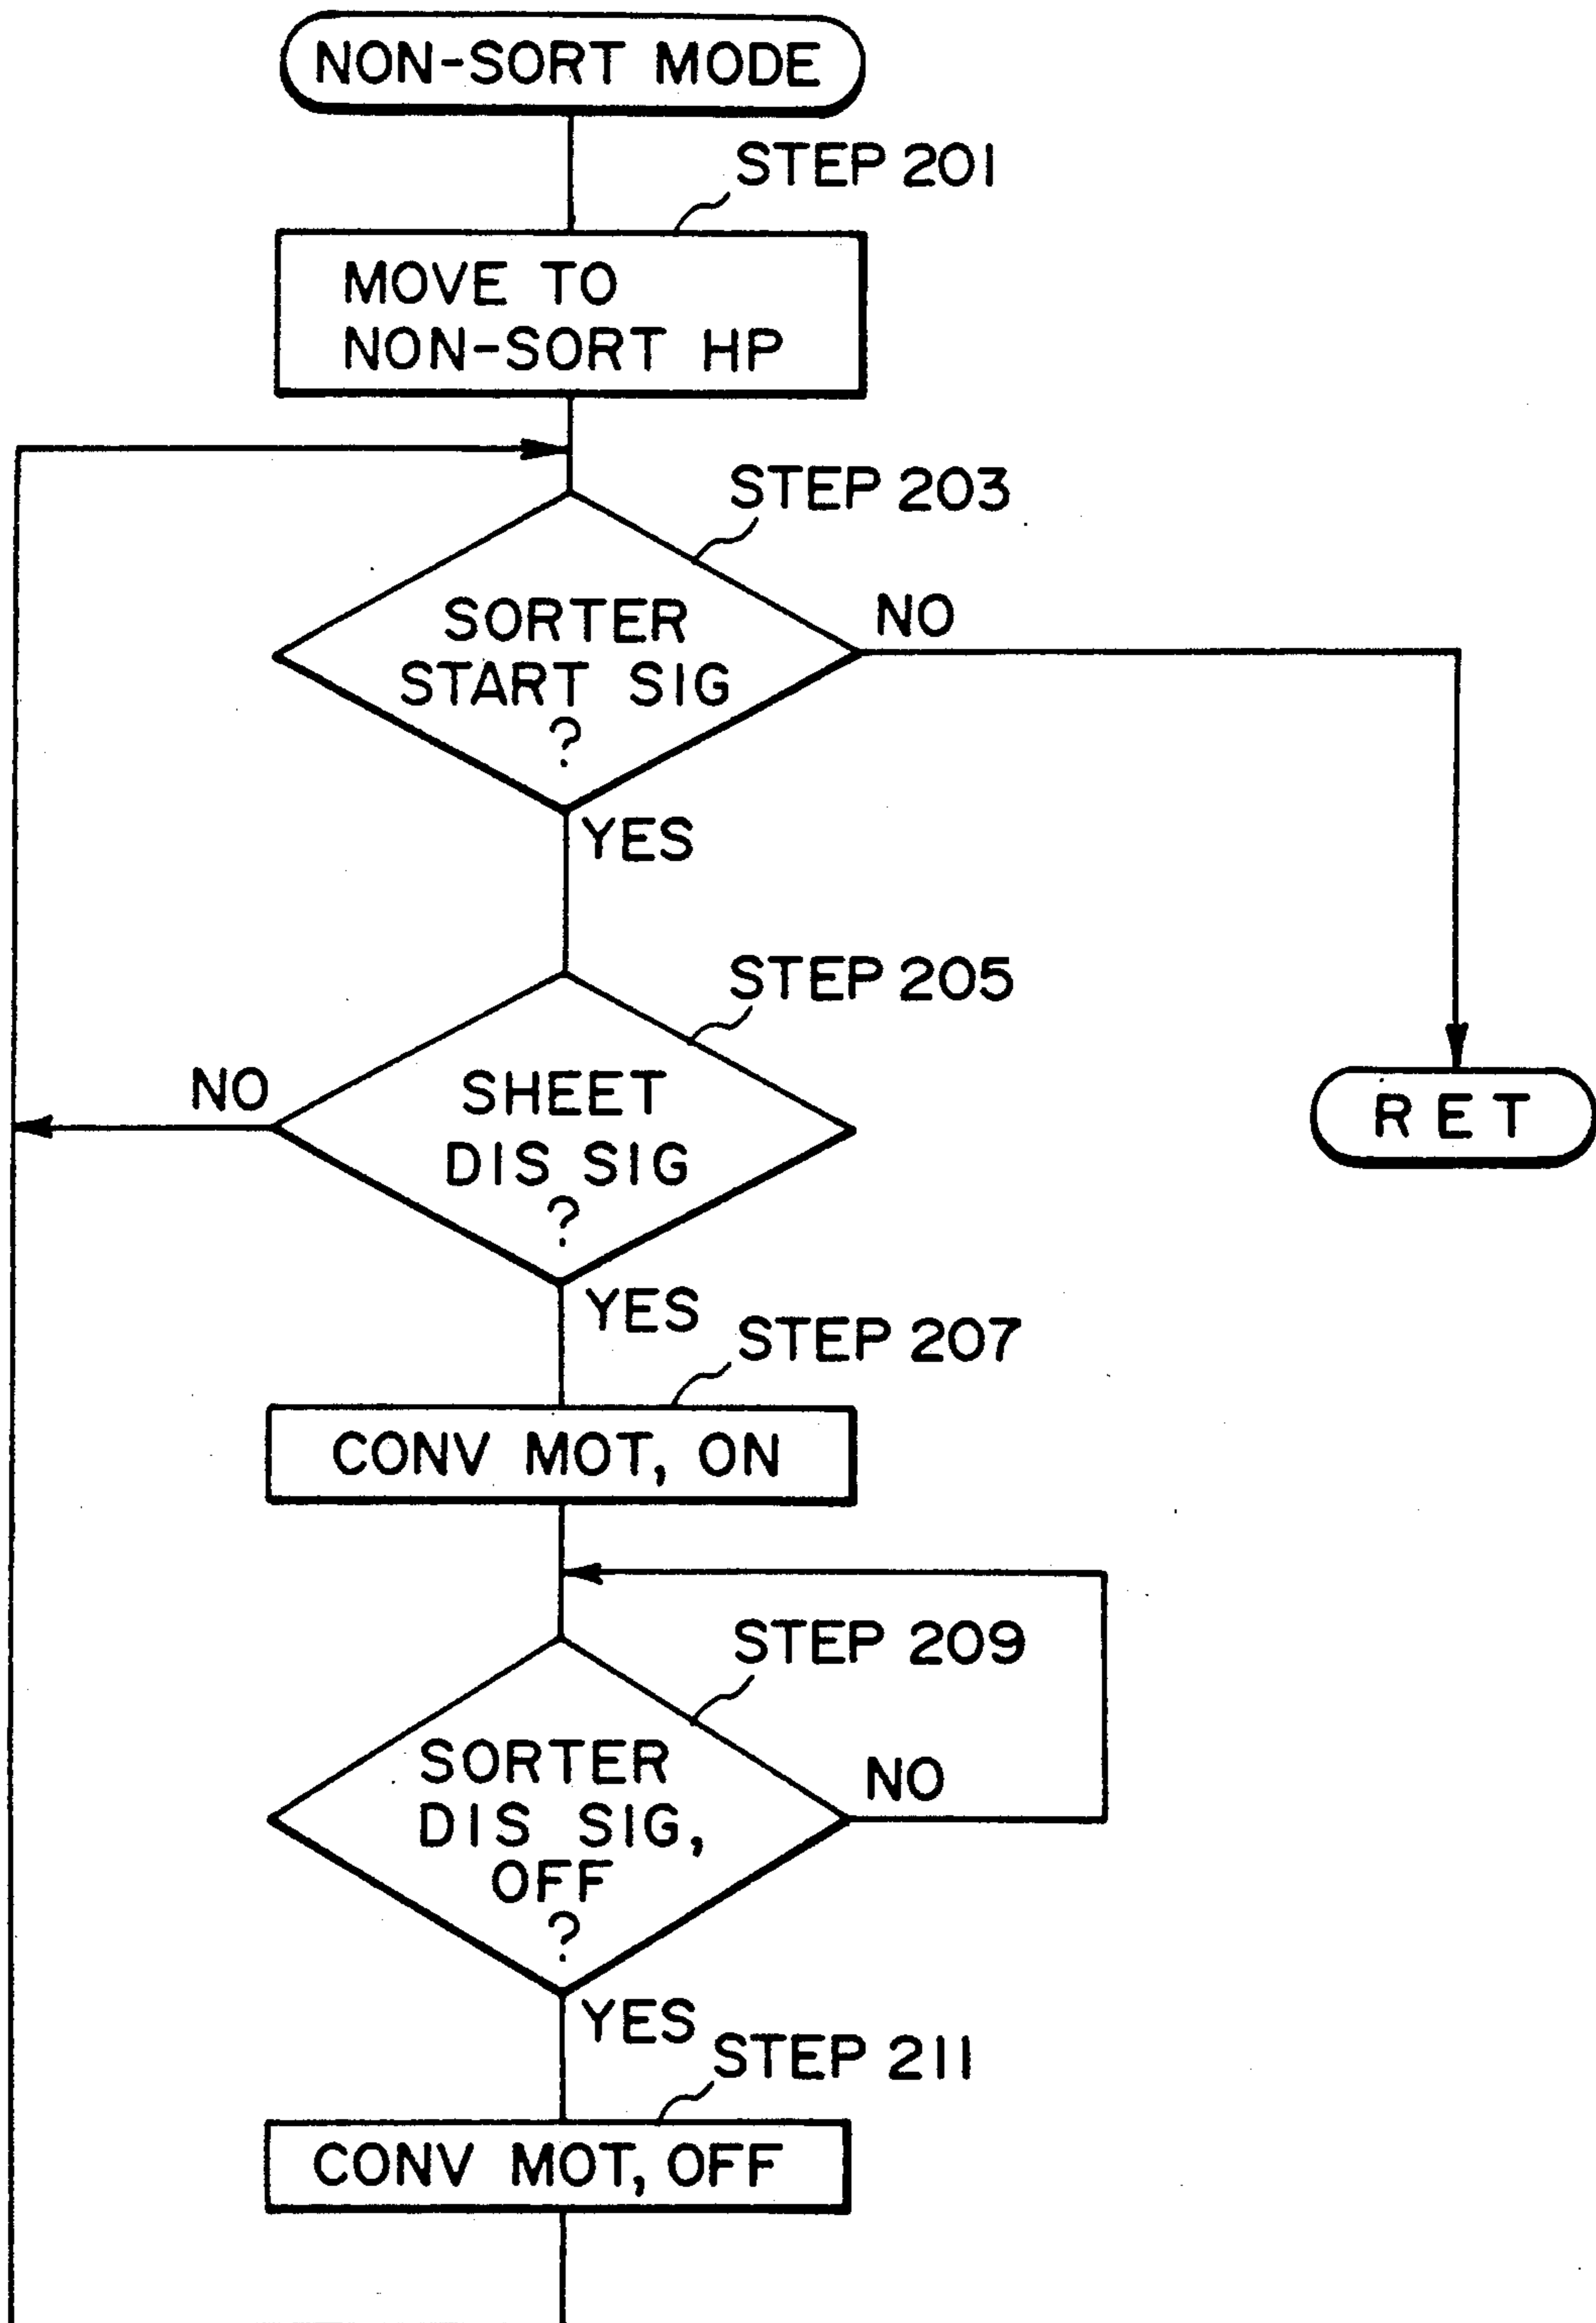 NON-SORT MODE
STEP 201
MOVE TO
NON-SORT HP
STEP 203
SORTER
START SIG
?
NO
YES
STEP 205
SHEET
DIS SIG
?
NO
RET
YES
STEP 207
CONV MOT, ON
STEP 209
SORTER
DIS SIG,
OFF
?
NO
YES
STEP 211
CONV MOT, OFF